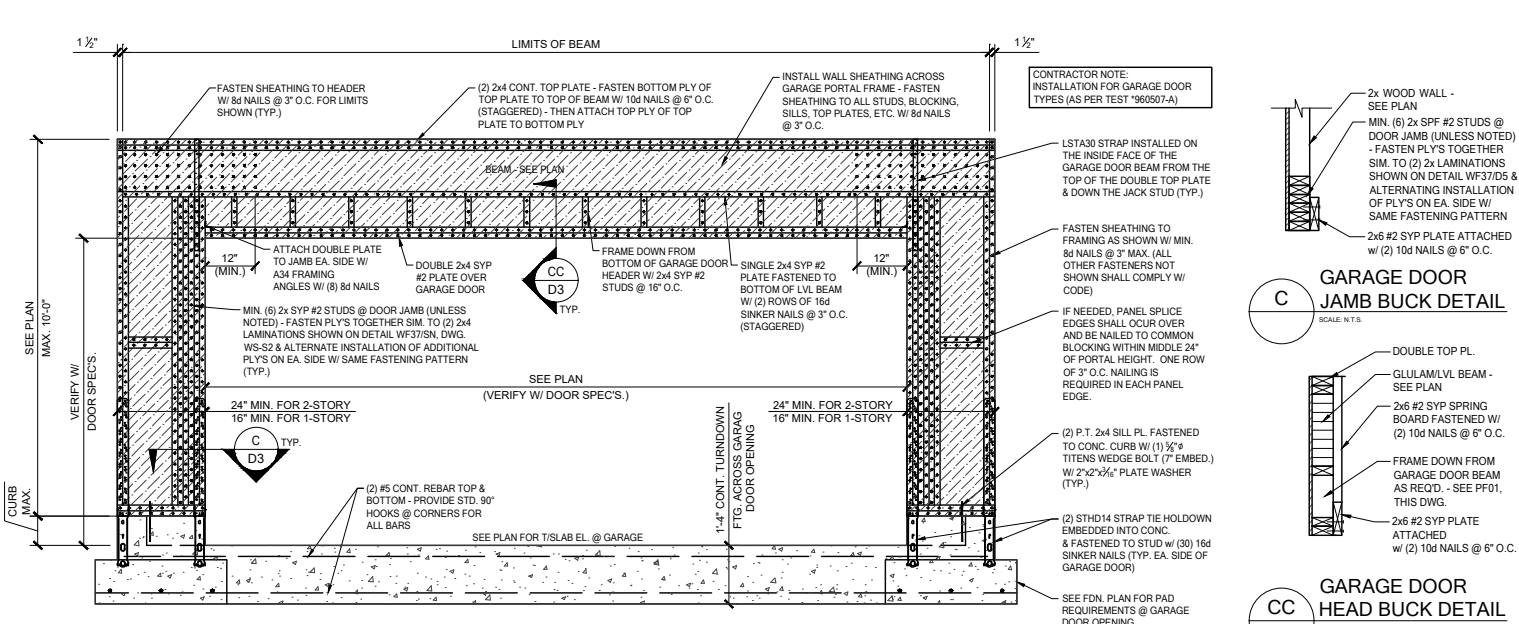 1 ½"
LIMITS OF BEAM
1 ½"
FASTEN SHEATHING TO HEADER
W/ 8d NAILS @ 3" O.C. FOR LIMITS
SHOWN (TYP.)
(2) 2x4 CONT. TOP PLATE - FASTEN BOTTOM PLY OF
TOP PLATE TO TOP OF BEAM W/ 10d NAILS @ 6" O.C.
(STAGGERED) - THEN ATTACH TOP PLY OF TOP
PLATE TO BOTTOM PLY
INSTALL WALL SHEATHING ACROSS
GARAGE PORTAL FRAME - FASTEN
SHEATHING TO ALL STUDS, BLOCKING,
SILLS, TOP PLATES, ETC. W/ 8d NAILS
@ 3" O.C.
CONTRACTOR NOTE:
INSTALLATION FOR GARAGE DOOR
TYPES (AS PER TEST *960507-A)
BEAM - SEE PLAN
LSTA30 STRAP INSTALLED ON
THE INSIDE FACE OF THE
GARAGE DOOR BEAM FROM THE
TOP OF THE DOUBLE TOP PLATE
& DOWN THE JACK STUD (TYP.)
FASTEN SHEATHING TO
FRAMING AS SHOWN W/ MIN.
8d NAILS @ 3" MAX. (ALL
OTHER FASTENERS NOT
SHOWN SHALL COMPLY W/
CODE)
IF NEEDED, PANEL SPLICE
EDGES SHALL OCUR OVER
AND BE NAILED TO COMMON
BLOCKING WITHIN MIDDLE 24"
OF PORTAL HEIGHT. ONE ROW
OF 3" O.C. NAILING IS
REQUIRED IN EACH PANEL
EDGE.
(2) P.T. 2x4 SILL PL. FASTENED
TO CONC. CURB W/ (1) ⅝"ø
TITENS WEDGE BOLT (7" EMBED.)
W/ 2"x2"x3⁄16" PLATE WASHER
(TYP.)
(2) STHD14 STRAP TIE HOLDOWN
EMBEDDED INTO CONC.
& FASTENED TO STUD w/ (30) 16d
SINKER NAILS (TYP. EA. SIDE OF
GARAGE DOOR)
SEE FDN. PLAN FOR PAD
REQUIREMENTS @ GARAGE
DOOR OPENING
ATTACH DOUBLE PLATE
TO JAMB EA. SIDE W/
A34 FRAMING
ANGLES W/ (8) 8d NAILS
12"
(MIN.)
DOUBLE 2x4 SYP
#2 PLATE OVER
GARAGE DOOR
CC
D3
TYP.
FRAME DOWN FROM
BOTTOM OF GARAGE DOOR
HEADER W/ 2x4 SYP #2
STUDS @ 16" O.C.
SINGLE 2x4 SYP #2
PLATE FASTENED TO
BOTTOM OF LVL BEAM
W/ (2) ROWS OF 16d
SINKER NAILS @ 3" O.C.
(STAGGERED)
12"
(MIN.)
MIN. (6) 2x SYP #2 STUDS @ DOOR JAMB (UNLESS
NOTED) - FASTEN PLY'S TOGETHER SIM. TO (2) 2x4
LAMINATIONS SHOWN ON DETAIL WF37/SN, DWG.
WS-S2 & ALTERNATE INSTALLATION OF ADDITIONAL
PLY'S ON EA. SIDE W/ SAME FASTENING PATTERN
(TYP.)
SEE PLAN
MAX. 10'-0"
VERIFY W/
DOOR SPEC'S.
SEE PLAN
(VERIFY W/ DOOR SPEC'S.)
24" MIN. FOR 2-STORY
16" MIN. FOR 1-STORY
24" MIN. FOR 2-STORY
16" MIN. FOR 1-STORY
C
D3
TYP.
CURB
MAX.
(2) #5 CONT. REBAR TOP &
BOTTOM - PROVIDE STD. 90°
HOOKS @ CORNERS FOR
ALL BARS
1'-4" CONT. TURNDOWN
FTG. ACROSS GARAG
DOOR OPENING
SEE PLAN FOR T/SLAB EL. @ GARAGE
2x WOOD WALL -
SEE PLAN
MIN. (6) 2x SPF #2 STUDS @
DOOR JAMB (UNLESS NOTED)
- FASTEN PLY'S TOGETHER
SIM. TO (2) 2x LAMINATIONS
SHOWN ON DETAIL WF37/D5 &
ALTERNATING INSTALLATION
OF PLY'S ON EA. SIDE W/
SAME FASTENING PATTERN
2x6 #2 SYP PLATE ATTACHED
w/ (2) 10d NAILS @ 6" O.C.
C
GARAGE DOOR
JAMB BUCK DETAIL
SCALE: N.T.S.
DOUBLE TOP PL.
GLULAM/LVL BEAM -
SEE PLAN
2x6 #2 SYP SPRING
BOARD FASTENED W/
(2) 10d NAILS @ 6" O.C.
FRAME DOWN FROM
GARAGE DOOR BEAM
AS REQ'D. - SEE PF01,
THIS DWG.
2x6 #2 SYP PLATE
ATTACHED
w/ (2) 10d NAILS @ 6" O.C.
CC
GARAGE DOOR
HEAD BUCK DETAIL